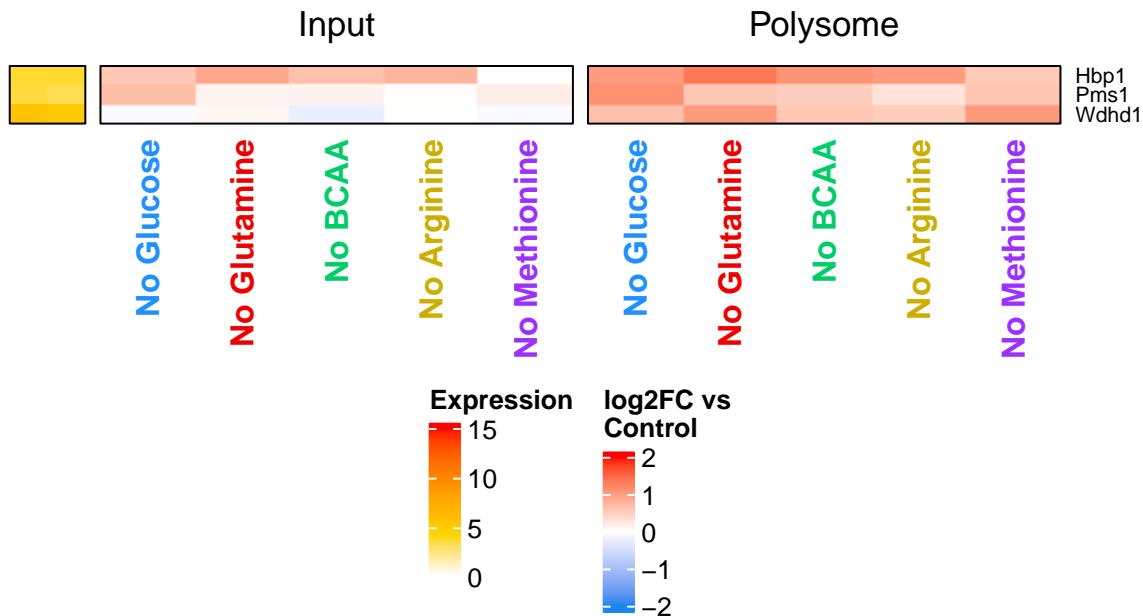 Input
Polysome
Hbp1
Pms1
Wdhd1
No Glucose
No Glutamine
No BCAA
No Arginine
No Methionine
No Glucose
No Glutamine
No BCAA
No Arginine
No Methionine
Expression
15
10
5
0
log2FC vs
Control
2
1
0
−1
−2